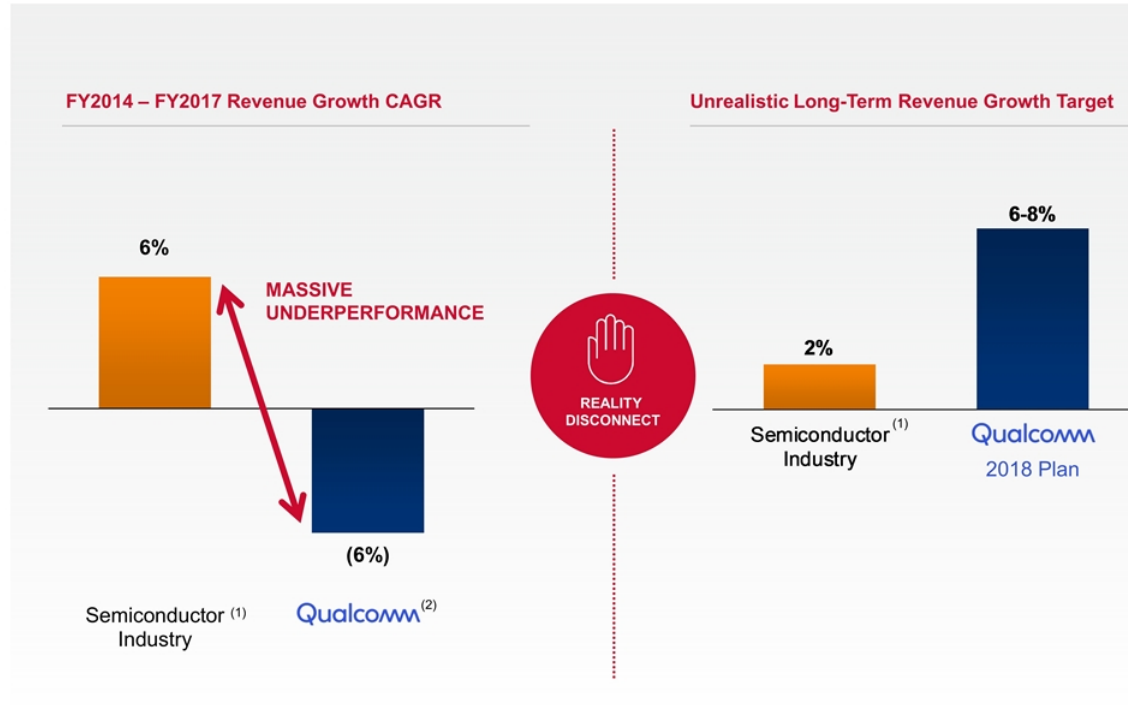 FY2014 – FY2017 Revenue Growth CAGR
6%
MASSIVE
UNDERPERFORMANCE
(6%)
Semiconductor (1)
Industry
Qualcomm (2)
REALITY
DISCONNECT
Unrealistic Long-Term Revenue Growth Target
6-8%
2%
Semiconductor (1)
Industry
Qualcomm
2018 Plan